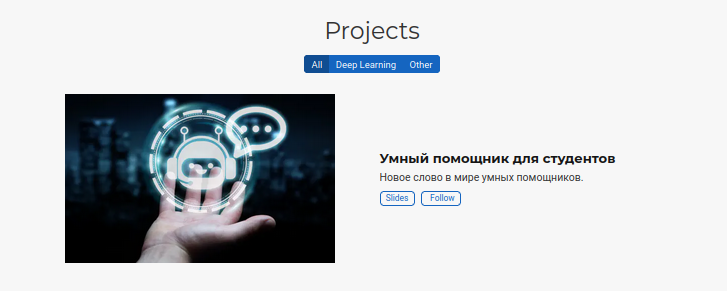 Projects
All Deep Learning Other
Умный помощник для студентов
Новое слово в мире умных помощников.
Slides Follow